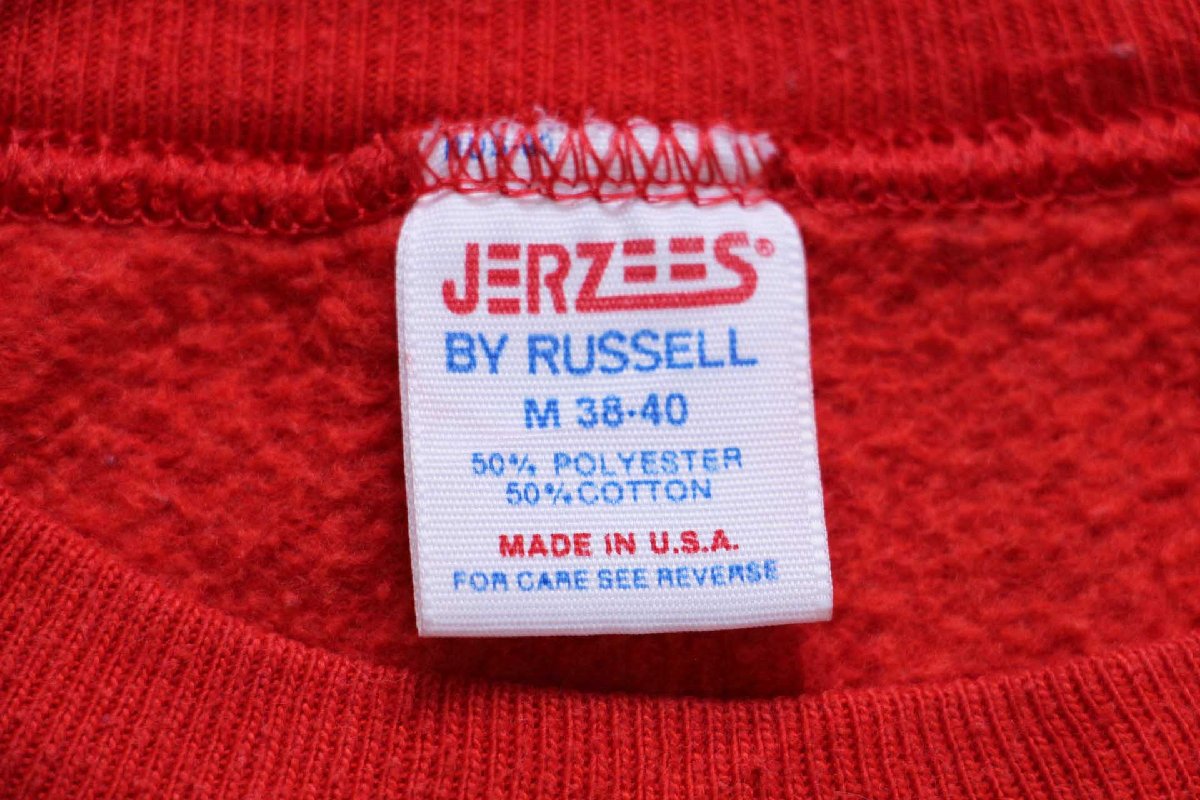 JERZEES®
BY RUSSELL
M 38·40
50% POLYESTER
50% COTTON
MADE IN U.S.A.
FOR CARE SEE REVERSE